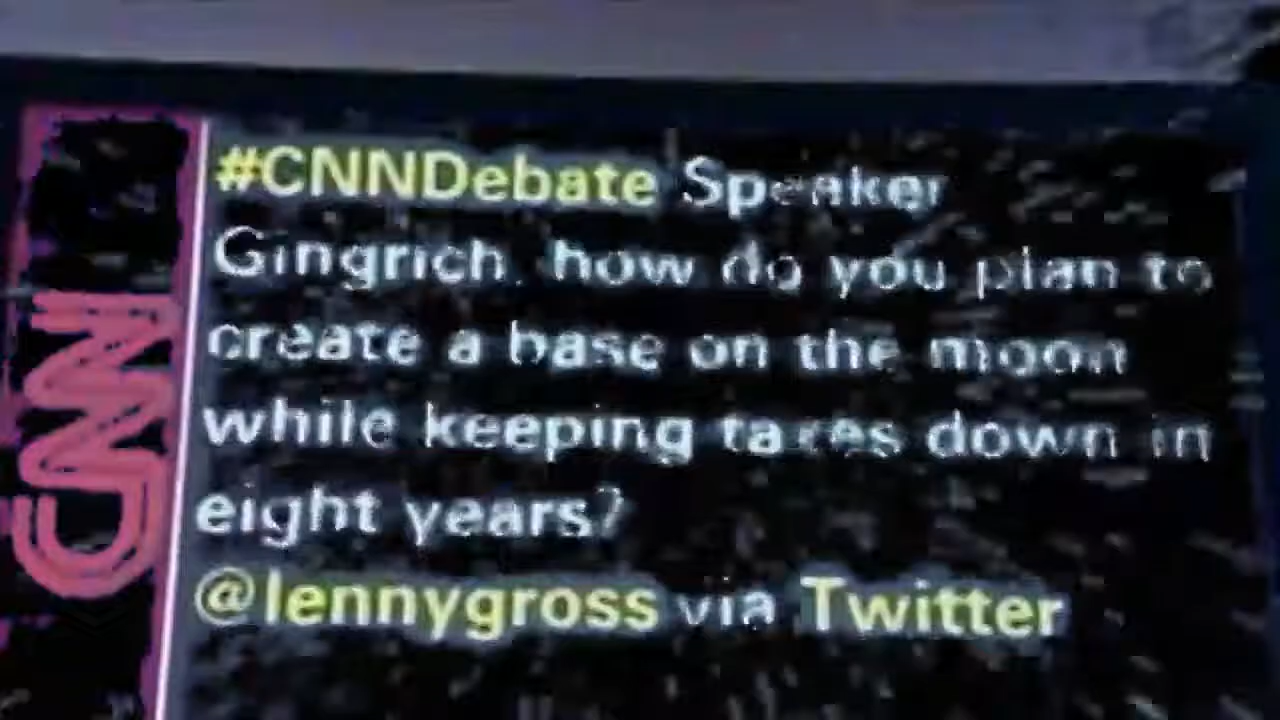 #CNNDebate Speaker
Gingrich, how do you plan to
create a base on the moon
while keeping taxes down in
eight years?
@lennygross via Twitter
CNN